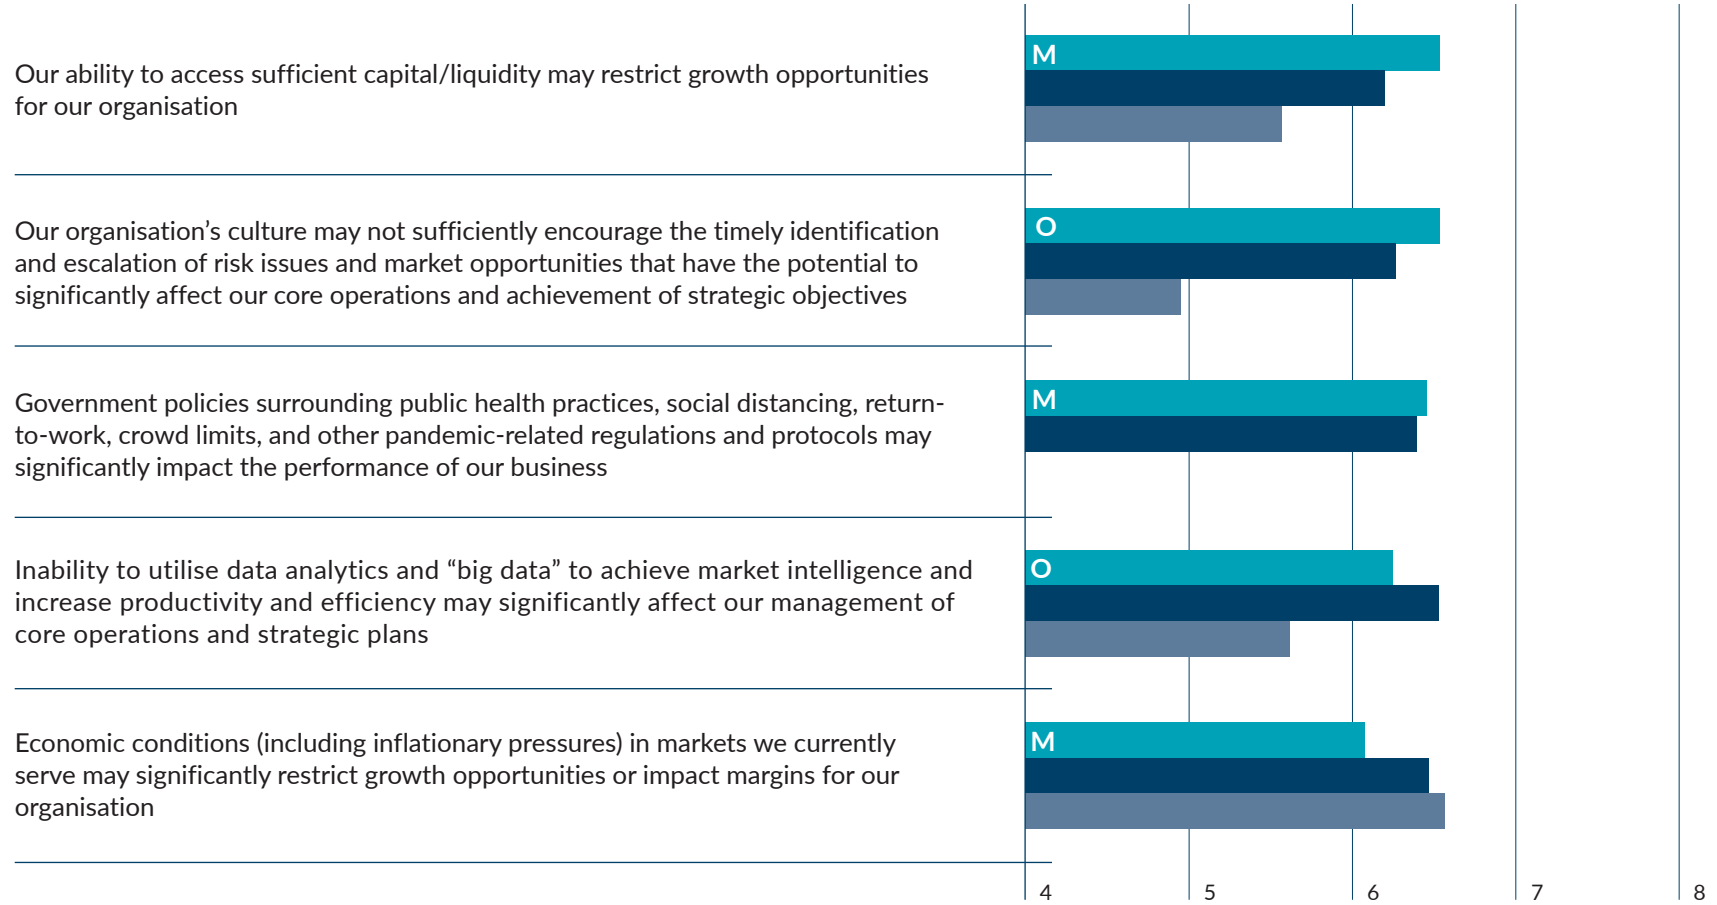 Our ability to access sufficient capital/liquidity may restrict growth opportunities
for our organisation
M
Our organisation’s culture may not sufficiently encourage the timely identification
and escalation of risk issues and market opportunities that have the potential to
significantly affect our core operations and achievement of strategic objectives
O
Government policies surrounding public health practices, social distancing, return-
to-work, crowd limits, and other pandemic-related regulations and protocols may
significantly impact the performance of our business
M
Inability to utilise data analytics and “big data” to achieve market intelligence and
increase productivity and efficiency may significantly affect our management of
core operations and strategic plans
O
Economic conditions (including inflationary pressures) in markets we currently
serve may significantly restrict growth opportunities or impact margins for our
organisation
M
4 5 6 7 8